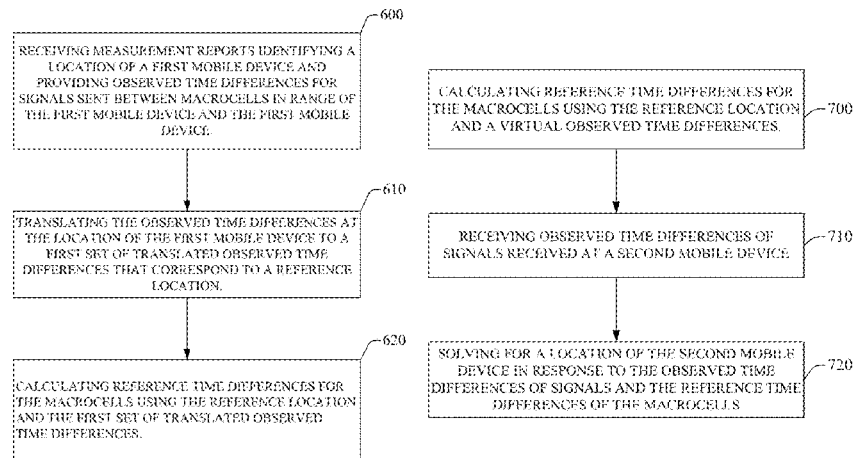 600
RECEIVING MEASUREMENT REPORTS IDENTIFYING A
LOCATION OF A FIRST MOBILE DEVICE AND
PROVIDING OBSERVED TIME DIFFERENCES FOR
SIGNALS SENT BETWEEN MACROCELLS IN RANGE OF
THE FIRST MOBILE DEVICE AND THE FIRST MOBILE
DEVICE.
610
TRANSLATING THE OBSERVED TIME DIFFERENCES AT
THE LOCATION OF THE FIRST MOBILE DEVICE TO A
FIRST SET OF TRANSLATED OBSERVED TIME
DIFFERENCES THAT CORRESPOND TO A REFERENCE
LOCATION.
620
CALCULATING REFERENCE TIME DIFFERENCES FOR
THE MACROCELLS USING THE REFERENCE LOCATION
AND THE FIRST SET OF TRANSLATED OBSERVED
TIME DIFFERENCES.
CALCULATING REFERENCE TIME DIFFERENCES FOR
THE MACROCELLS USING THE REFERENCE LOCATION
AND A VIRTUAL OBSERVED TIME DIFFERENCES.
700
RECEIVING OBSERVED TIME DIFFERENCES OF
SIGNALS RECEIVED AT A SECOND MOBILE DEVICE
710
SOLVING FOR A LOCATION OF THE SECOND MOBILE
DEVICE IN RESPONSE TO THE OBSERVED TIME
DIFFERENCES OF SIGNALS AND THE REFERENCE TIME
DIFFERENCES OF THE MACROCELLS
720